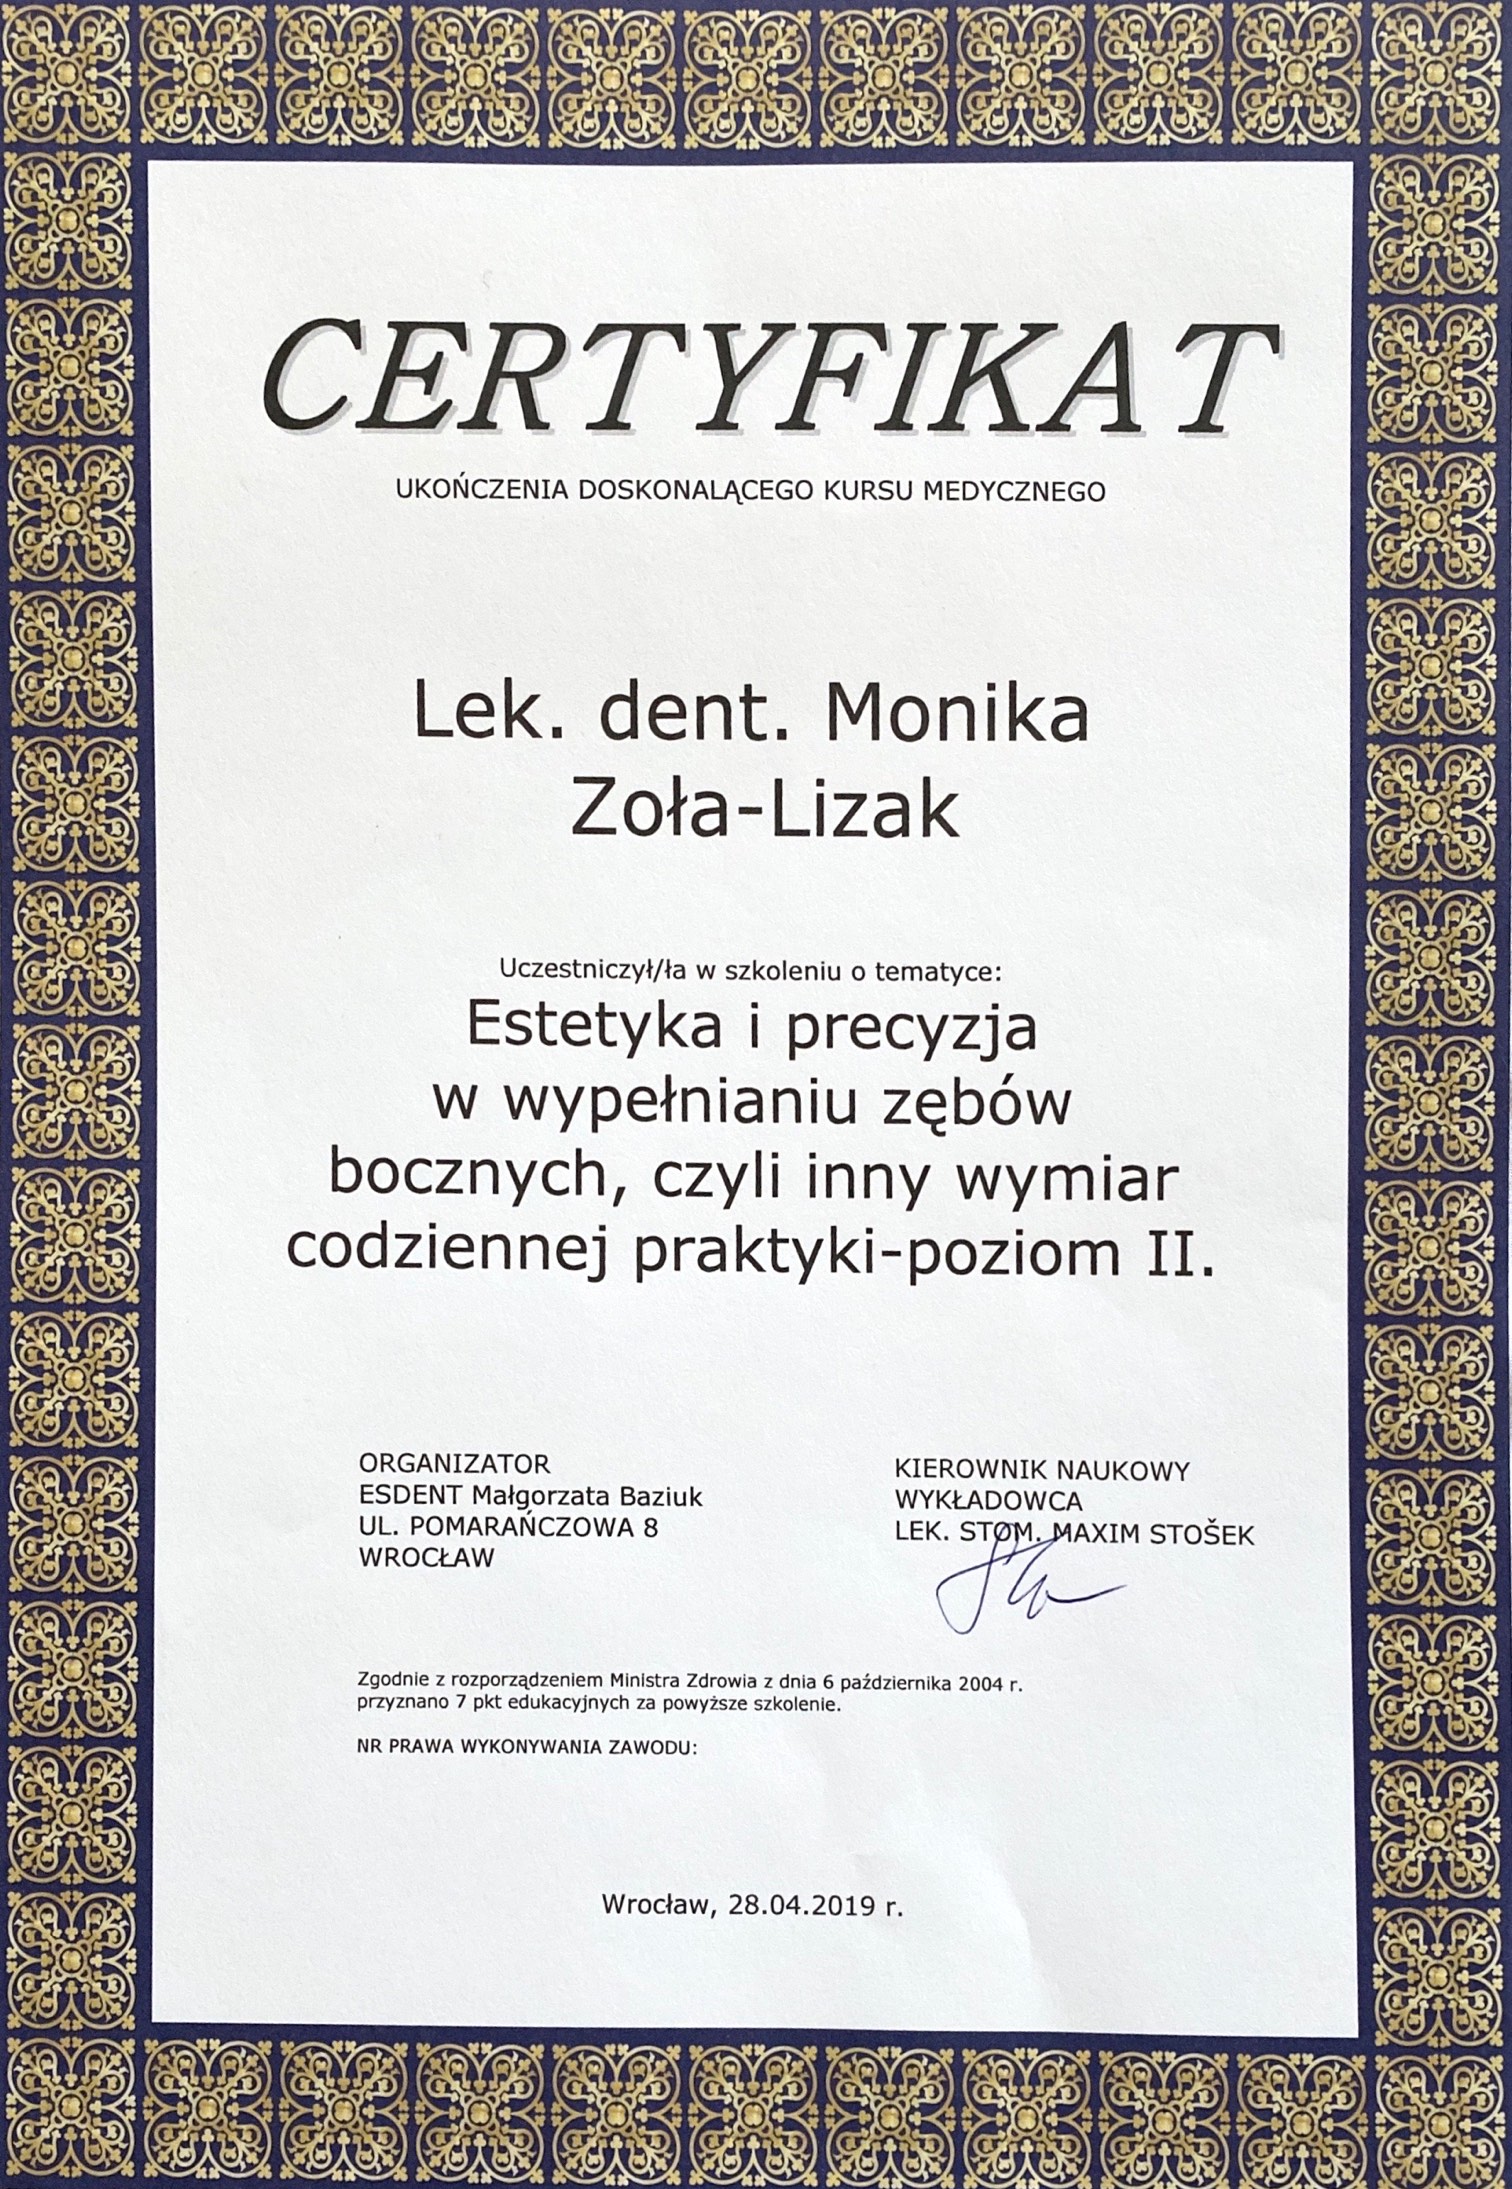 CERTYFIKAT
UKOŃCZENIA DOSKONALĄCEGO KURSU MEDYCZNEGO
Lek. dent. Monika
Zoła-Lizak
Uczestniczył/ła w szkoleniu o tematyce:
Estetyka i precyzja
w wypełnianiu zębów
bocznych, czyli inny wymiar
codziennej praktyki-poziom II.
ORGANIZATOR
ESDENT Małgorzata Baziuk
UL. POMARAŃCZOWA 8
WROCŁAW
KIEROWNIK NAUKOWY
WYKŁADOWCA
LEK. STOM. MAXIM STOŠEK
Zgodnie z rozporządzeniem Ministra Zdrowia z dnia 6 października 2004 r.
przyznano 7 pkt edukacyjnych za powyższe szkolenie.
NR PRAWA WYKONYWANIA ZAWODU:
Wrocław, 28.04.2019 r.